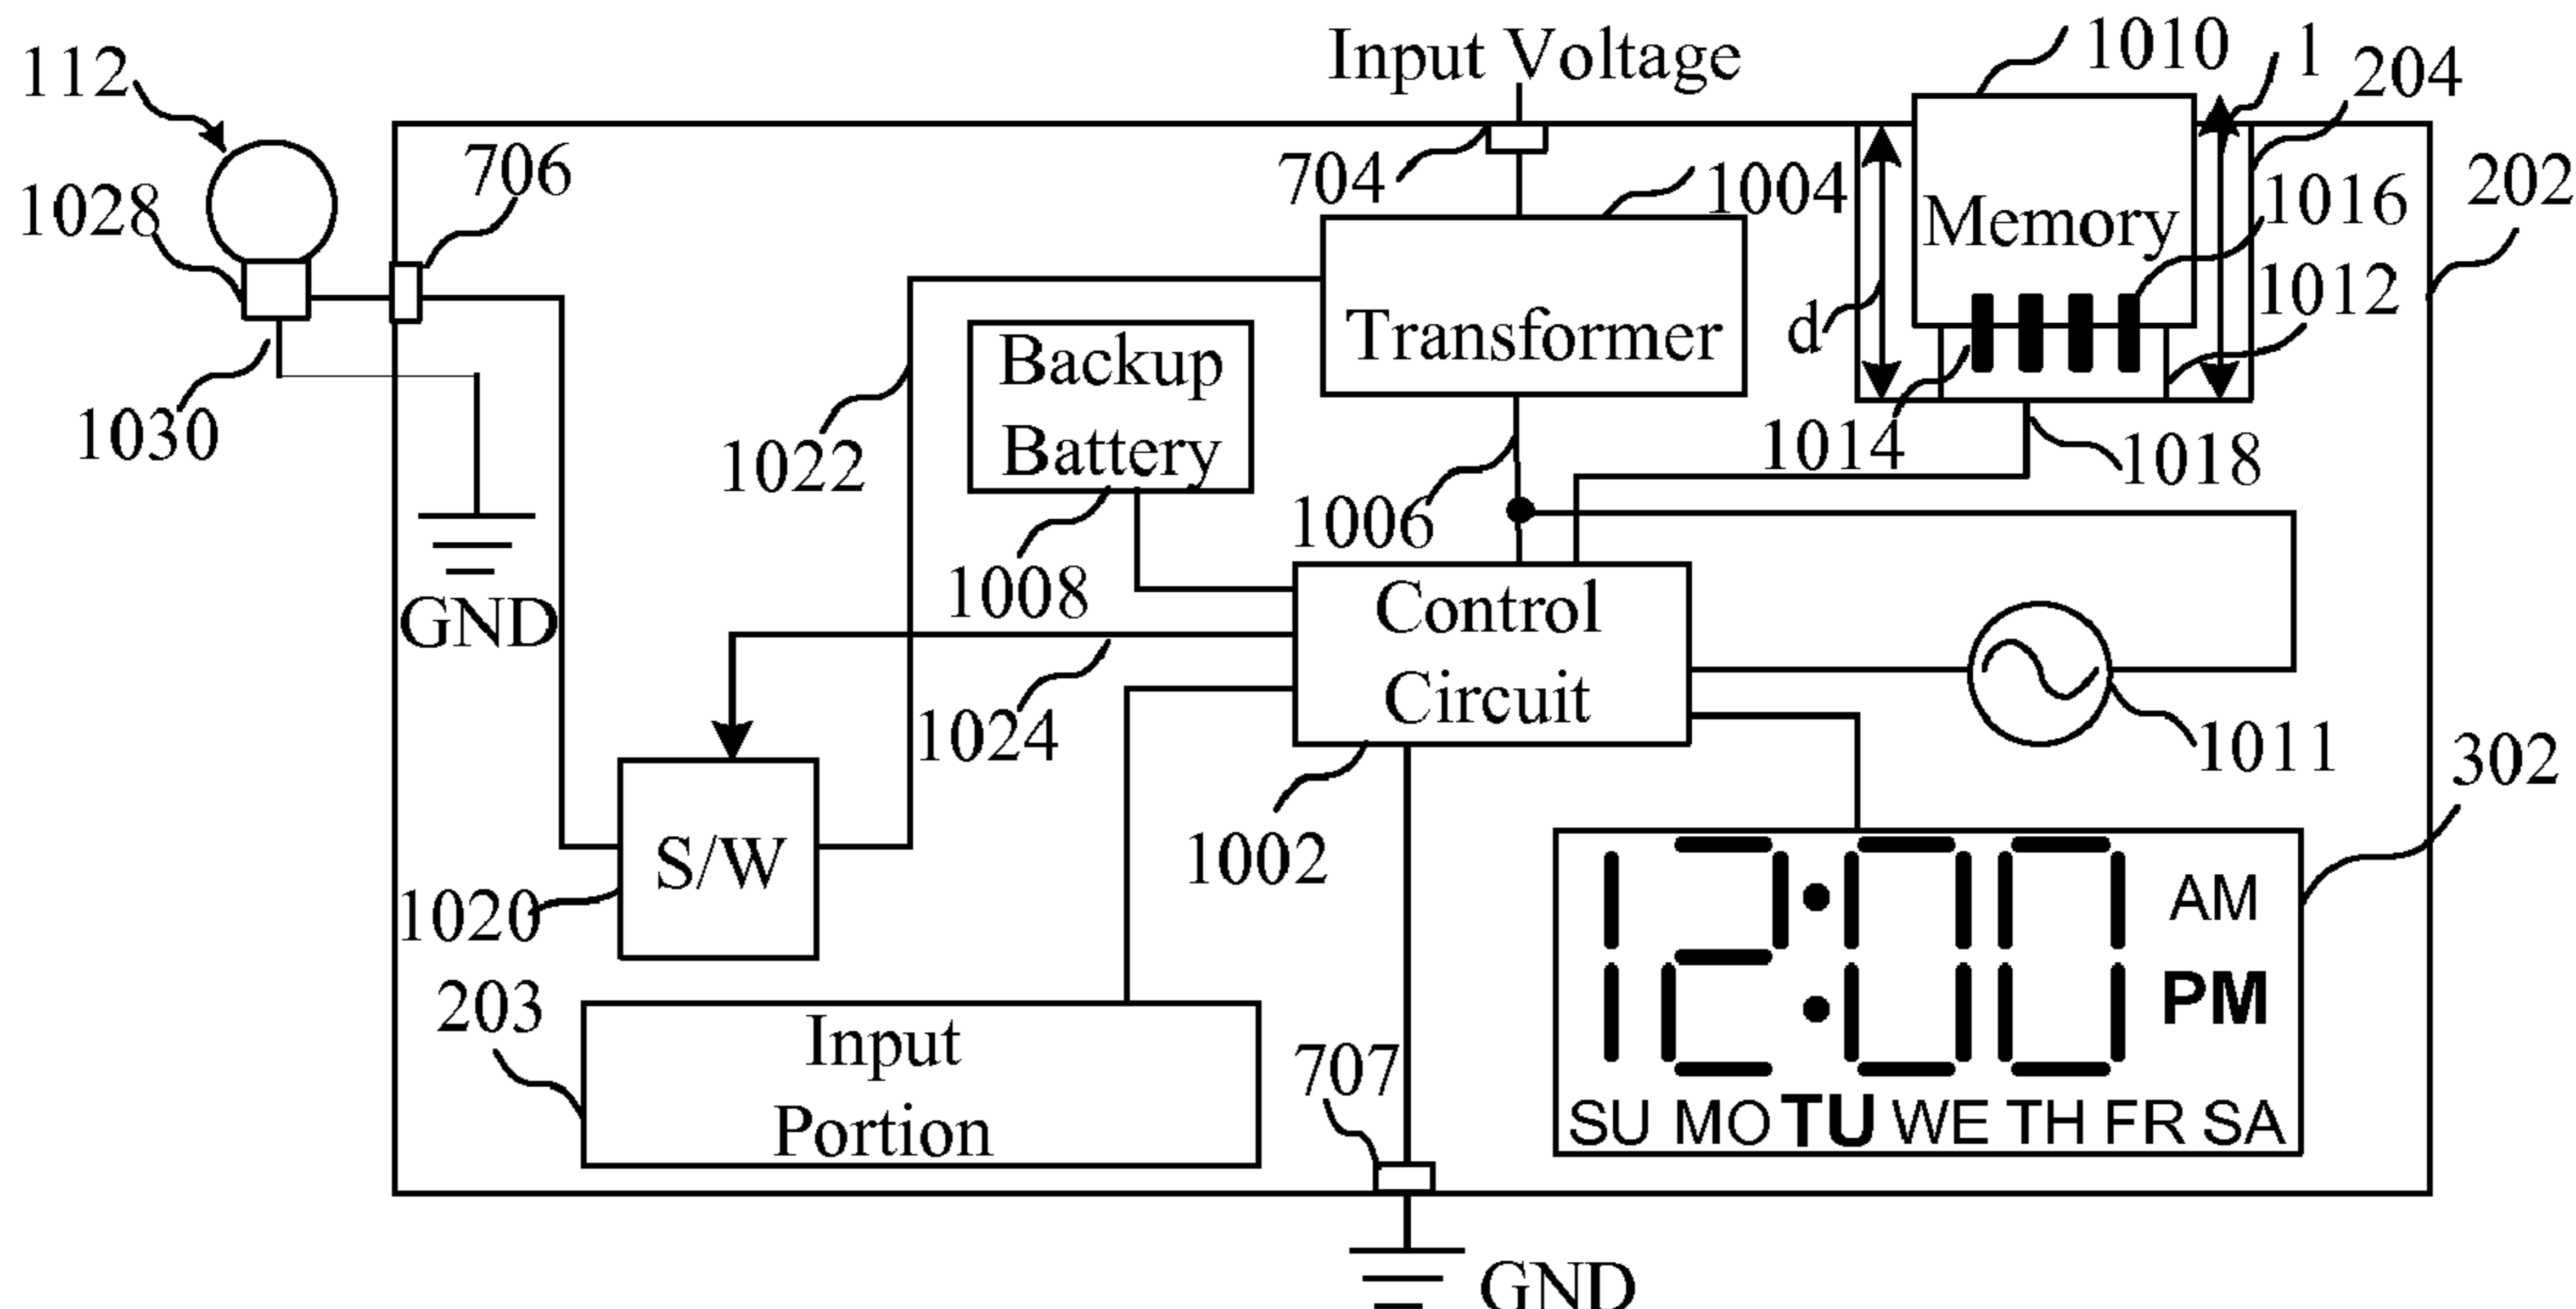 Input Voltage
1010
l
204
112
706
704
1004
202
1028
Memory
1016
1012
Transformer
d
Backup
Battery
1030
1022
1014
1018
1006
1008
GND
Control
Circuit
1024
1011
302
1002
S/W
1020
12:00
AM
PM
203
Input
Portion
707
SU MO TU WE TH FR SA
GND